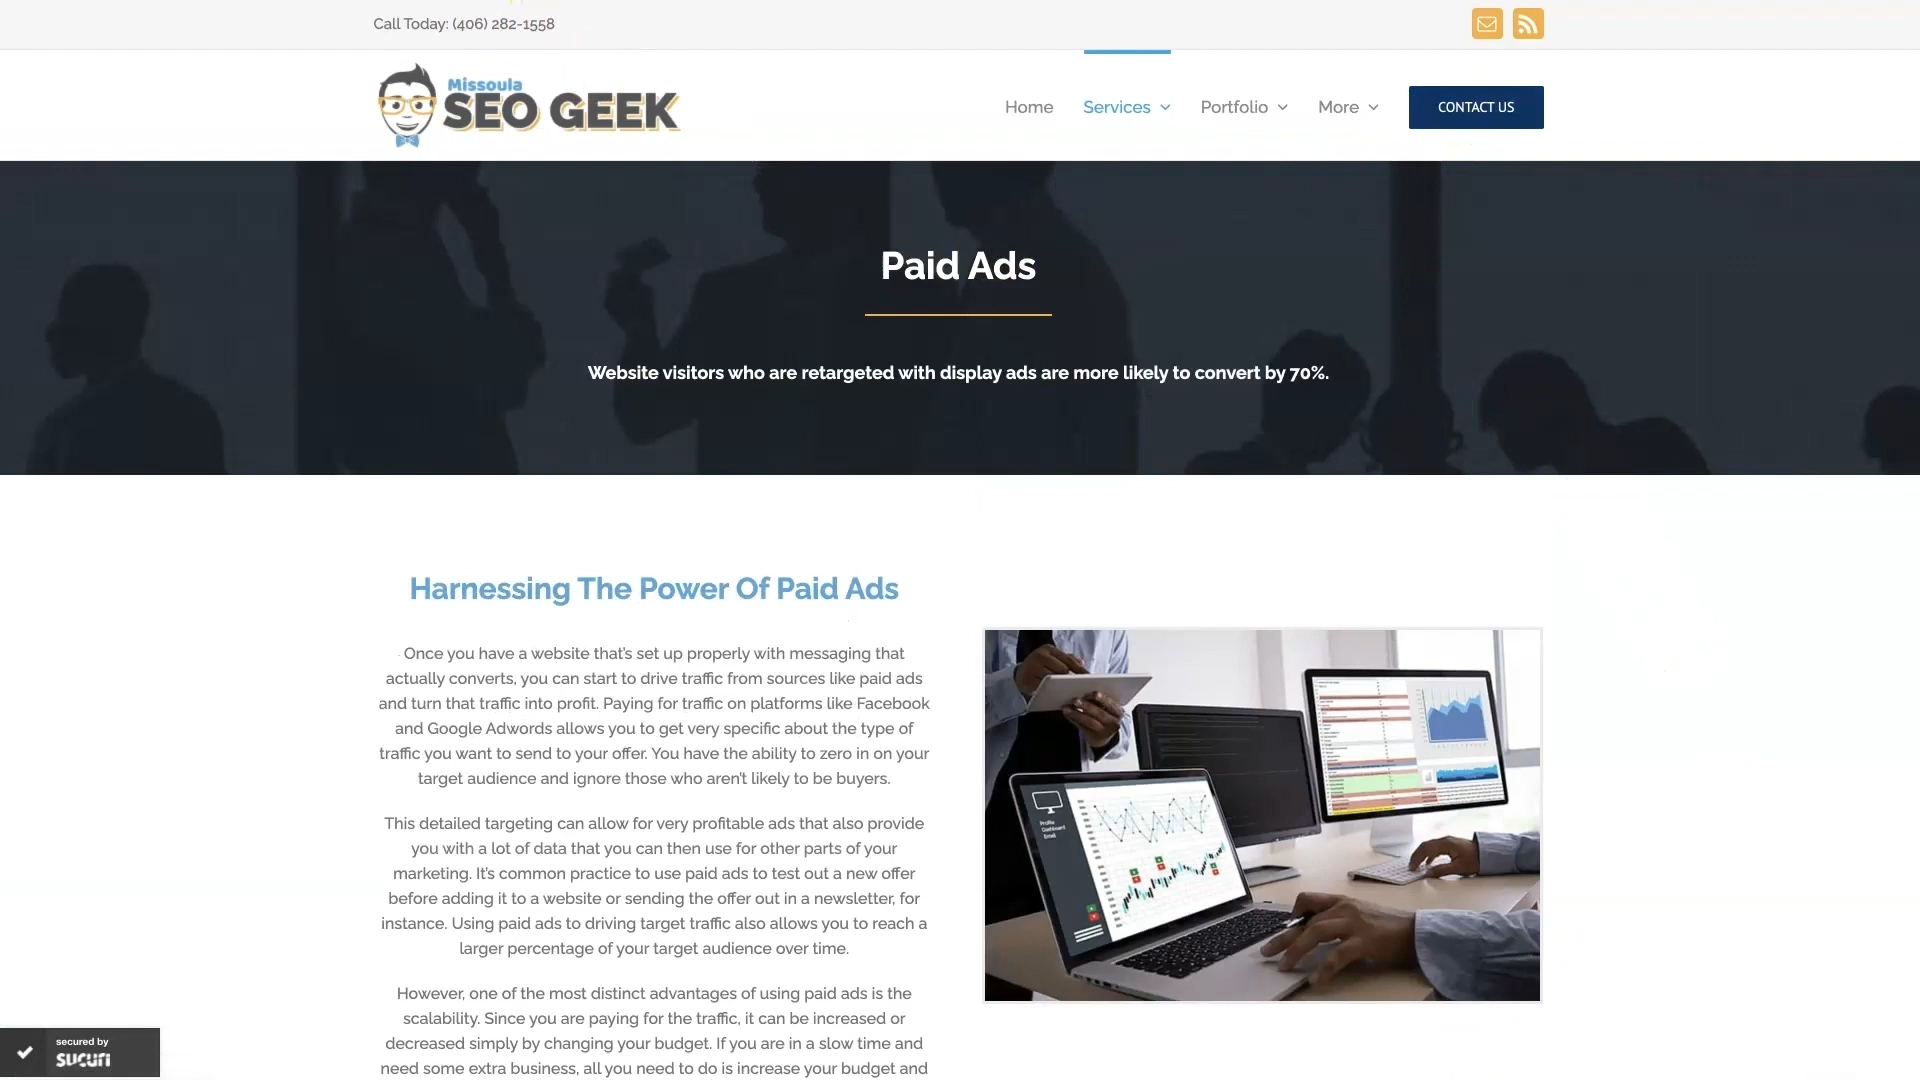 Call Today: (406) 282-1558
Missoula
SEO GEEK
Home
Services
Portfolio
More
CONTACT US
Paid Ads
Website visitors who are retargeted with display ads are more likely to convert by 70%.
Harnessing The Power Of Paid Ads
Once you have a website that's set up properly with messaging that
actually converts, you can start to drive traffic from sources like paid ads
and turn that traffic into profit. Paying for traffic on platforms like Facebook
and Google Adwords allows you to get very specific about the type of
traffic you want to send to your offer. You have the ability to zero in on your
target audience and ignore those who aren't likely to be buyers.
This detailed targeting can allow for very profitable ads that also provide
you with a lot of data that you can then use for other parts of your
marketing. It's common practice to use paid ads to test out a new offer
before adding it to a website or sending the offer out in a newsletter, for
instance. Using paid ads to driving target traffic also allows you to reach a
larger percentage of your target audience over time.
However, one of the most distinct advantages of using paid ads is the
scalability. Since you are paying for the traffic, it can be increased or
decreased simply by changing your budget. If you are in a slow time and
need some extra business, all you need to do is increase your budget and
Profile
Dashboard
Email
secured by
sucuri